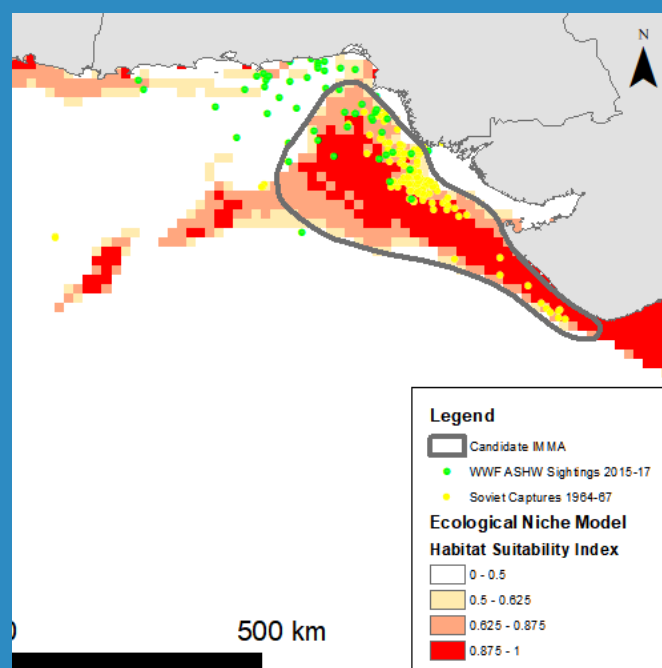 N
Legend
Candidate IMMA
WWF ASHW Sightings 2015-17
Soviet Captures 1964-67
Ecological Niche Model
Habitat Suitability Index
0 - 0.5
0.5 - 0.625
0.625 - 0.875
0.875 - 1
500 km